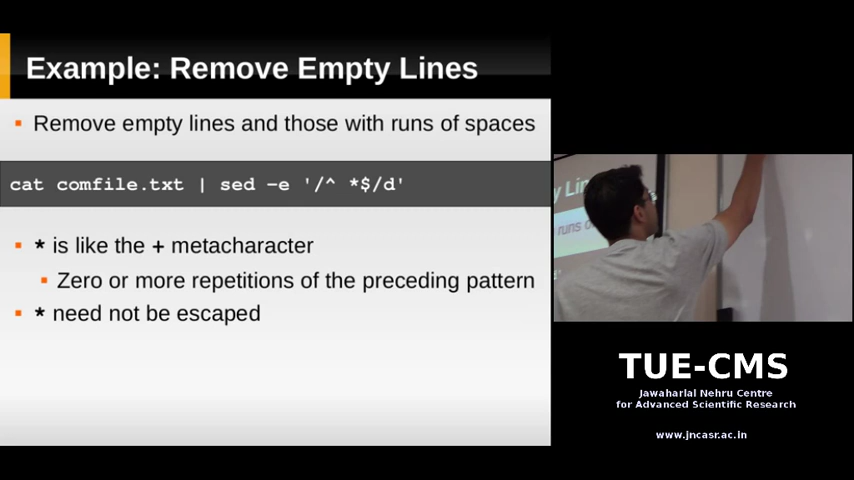 Example: Remove Empty Lines
▪ Remove empty lines and those with runs of spaces
cat comfile.txt | sed -e '/^ *$/d'
▪ * is like the + metacharacter
▪ Zero or more repetitions of the preceding pattern
▪ * need not be escaped
y Lin
runs o
TUE-CMS
Jawaharlal Nehru Centre
for Advanced Scientific Research
www.jncasr.ac.in